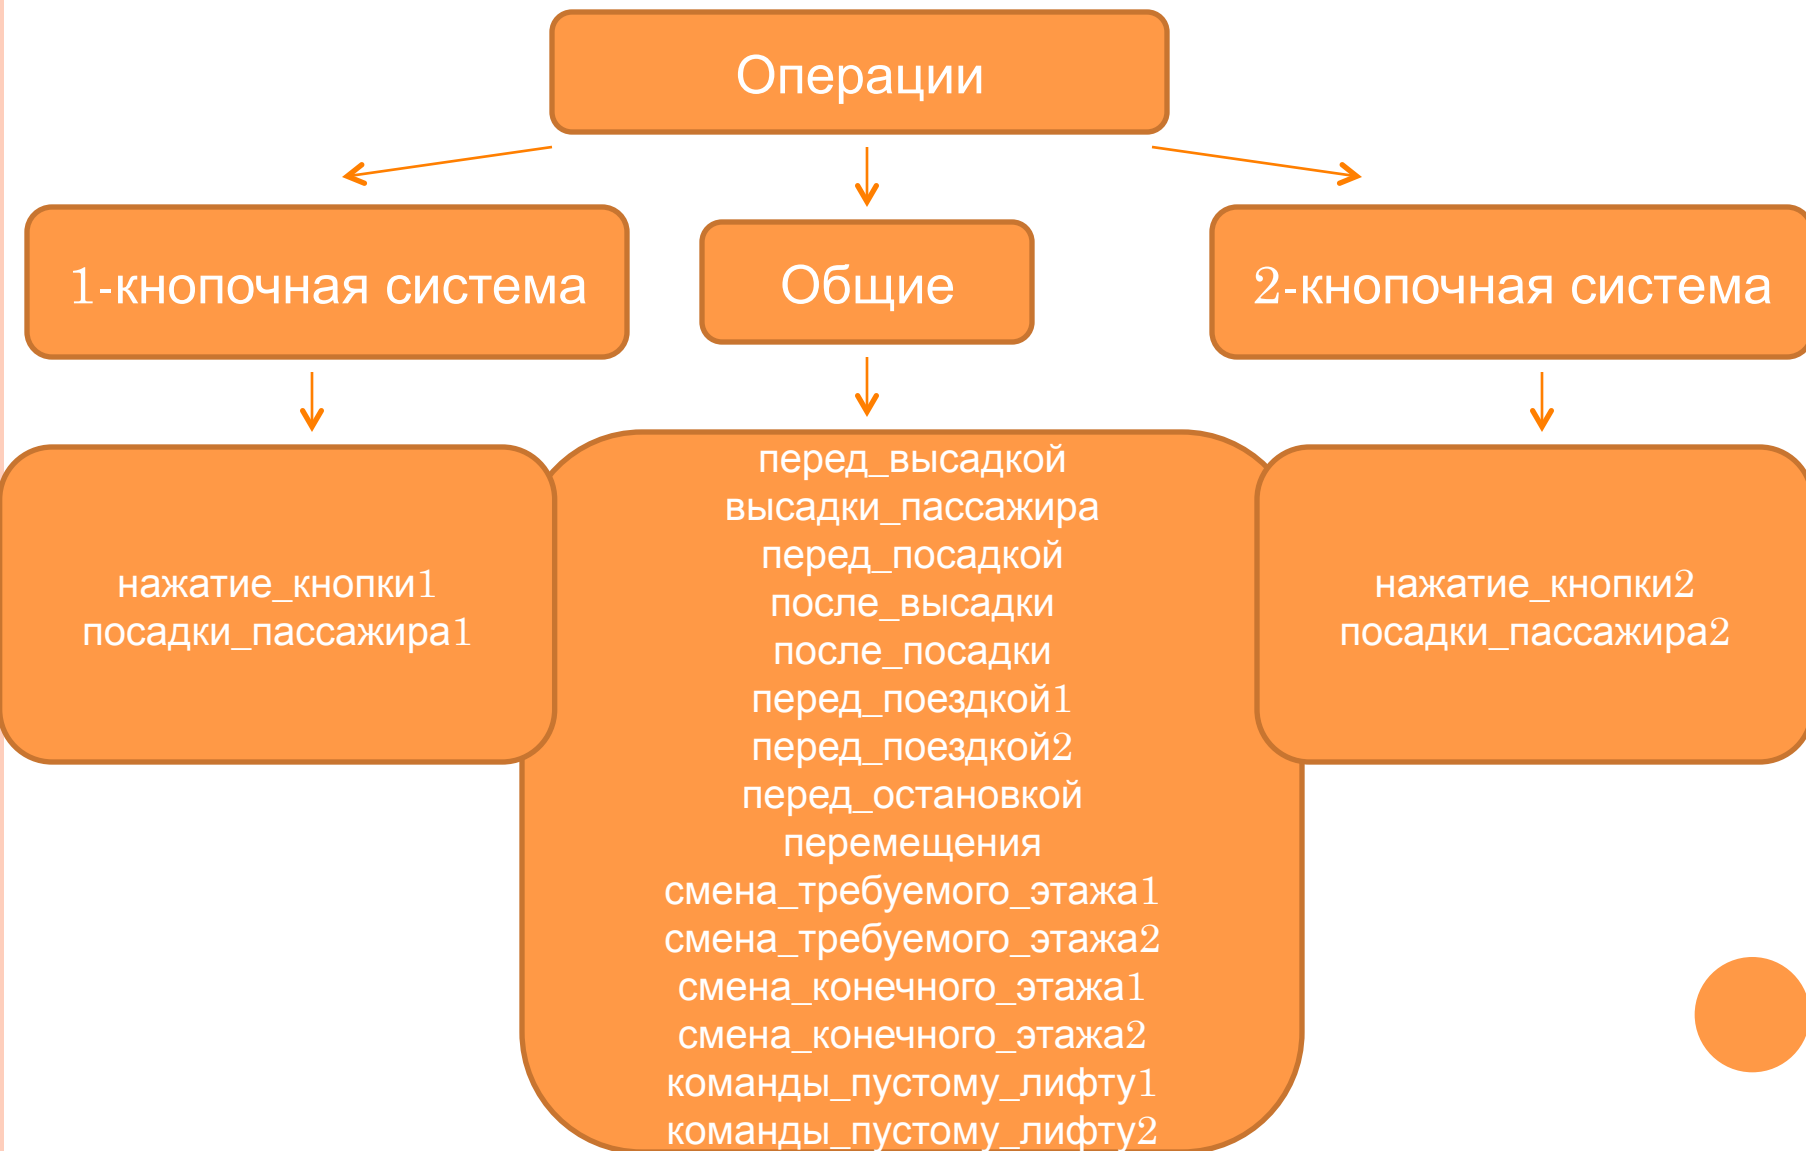 Операции
1-кнопочная система
Общие
2-кнопочная система
нажатие_кнопки1
посадки_пассажира1
перед_высадкой
высадки_пассажира
перед_посадкой
после_высадки
после_посадки
перед_поездкой1
перед_поездкой2
перед_остановкой
перемещения
смена_требуемого_этажа1
смена_требуемого_этажа2
смена_конечного_этажа1
смена_конечного_этажа2
команды_пустому_лифту1
команды_пустому_лифту2
нажатие_кнопки2
посадки_пассажира2